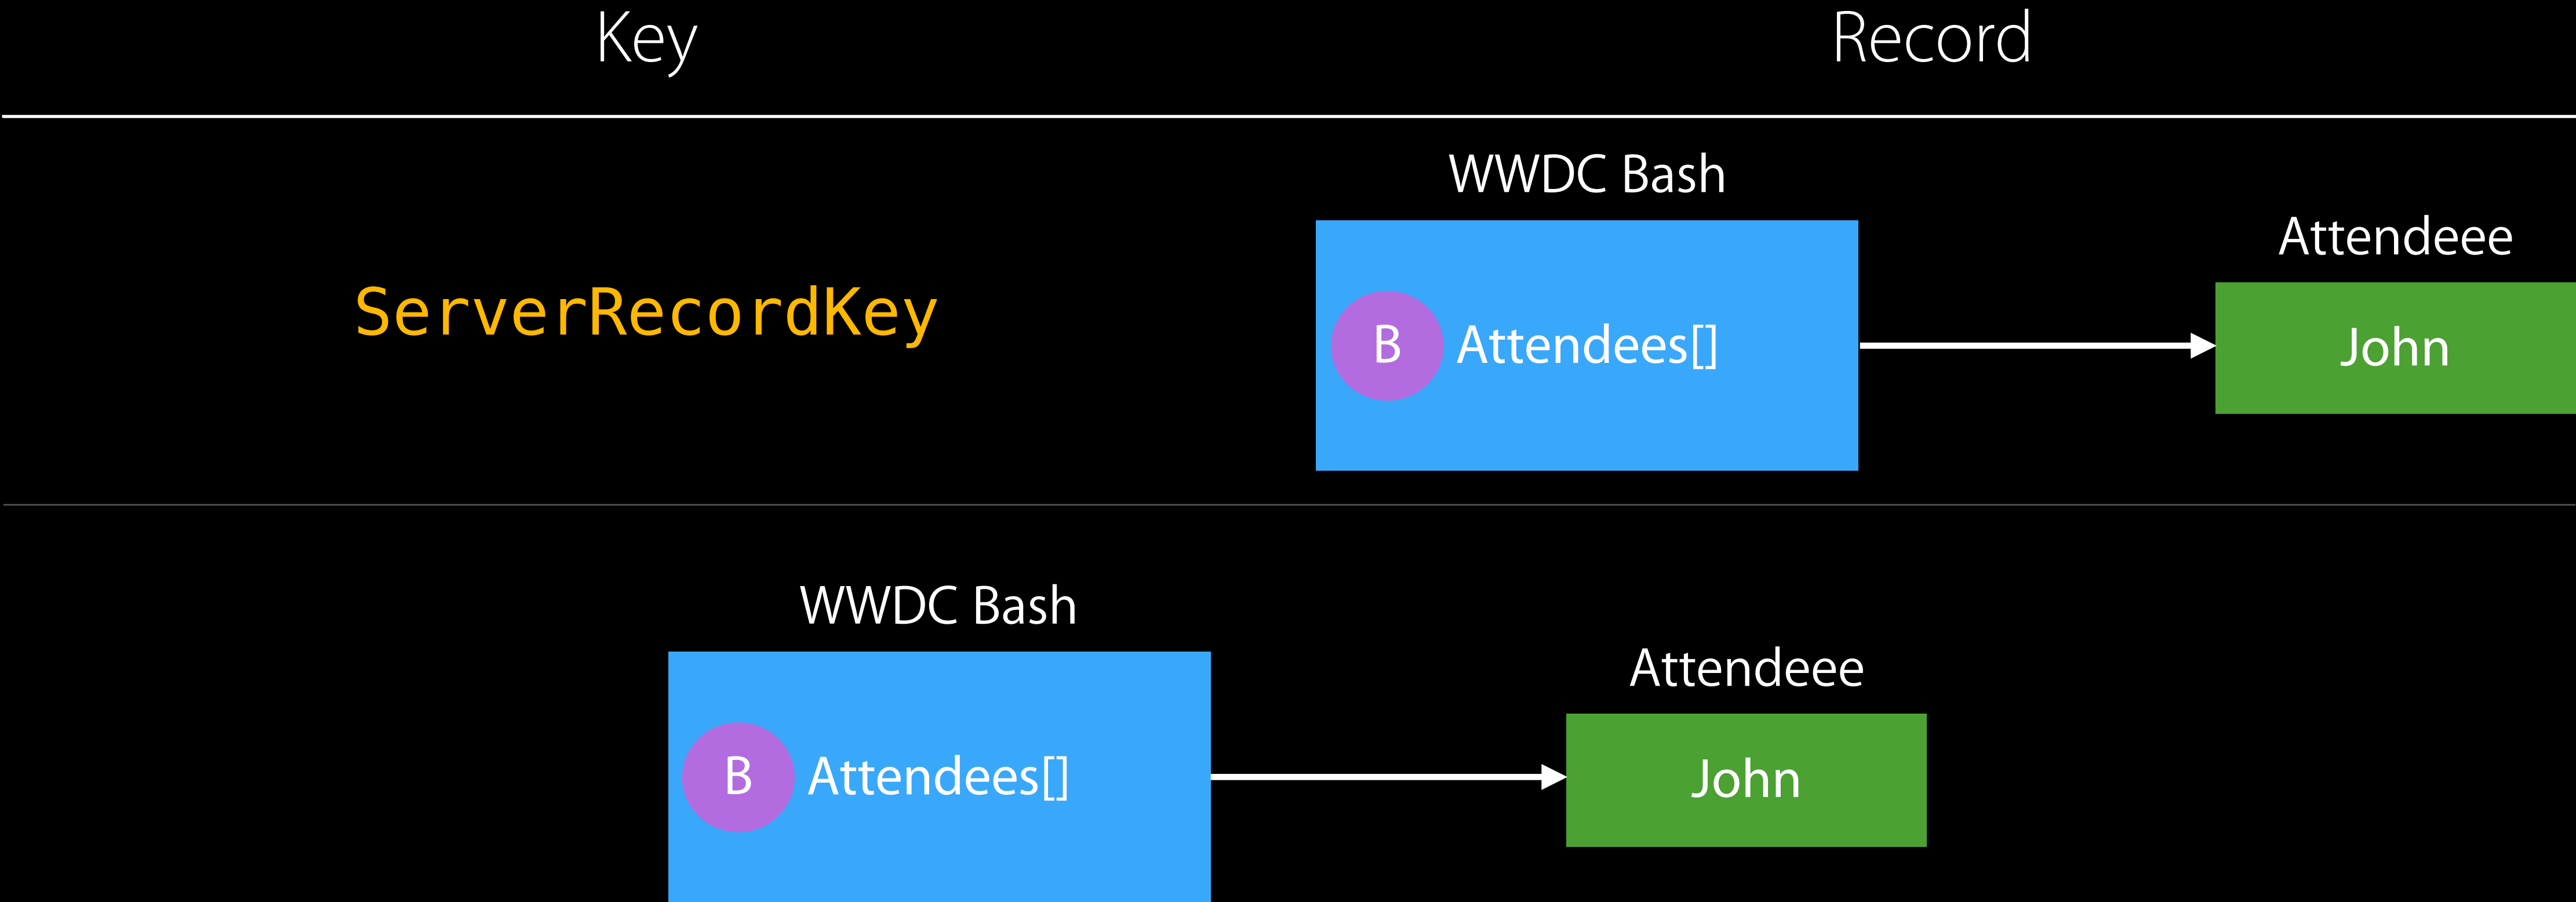 Key
Record
WWDC Bash
Attendeee
ServerRecordKey
B
Attendees[]
John
WWDC Bash
Attendeee
B
Attendees[]
John